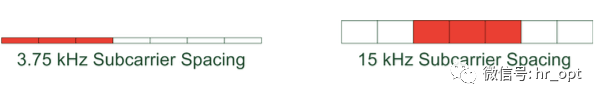 3.75 kHz Subcarrier Spacing
15 kHz Subcarrier Spacing
微信号: hr_opt